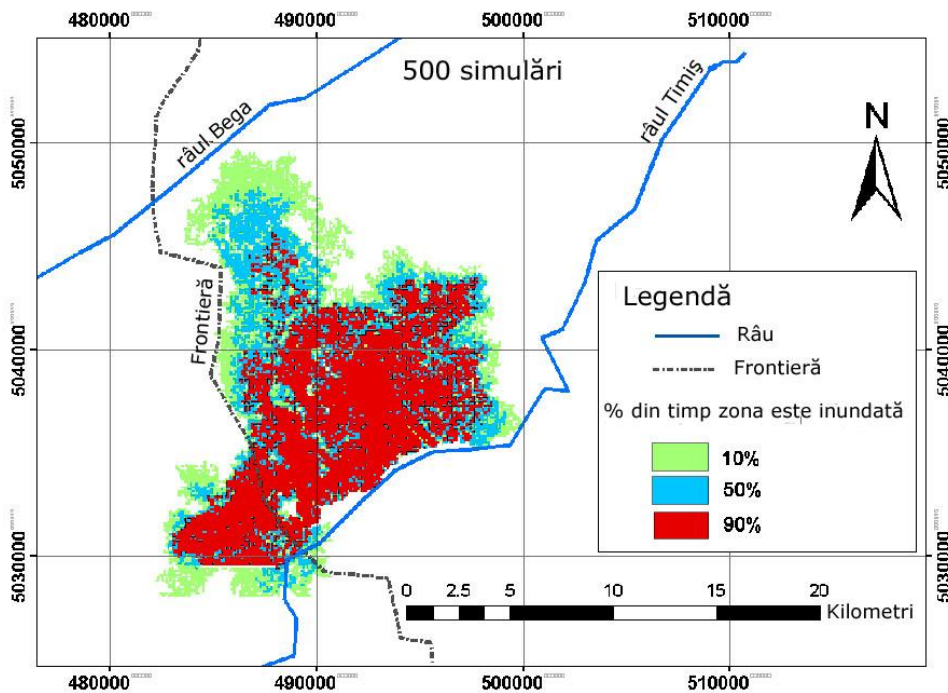 480000 490000 500000 510000
500 simulări
râul Bega
râul Timiş
N
5050000
5050000
Frontieră
Legendă
Râu
Frontieră
% din timp zona este inundată
10%
50%
90%
5040000
5040000
5030000
5030000
0 2.5 5 10 15 20
Kilometri
480000 490000 500000 510000